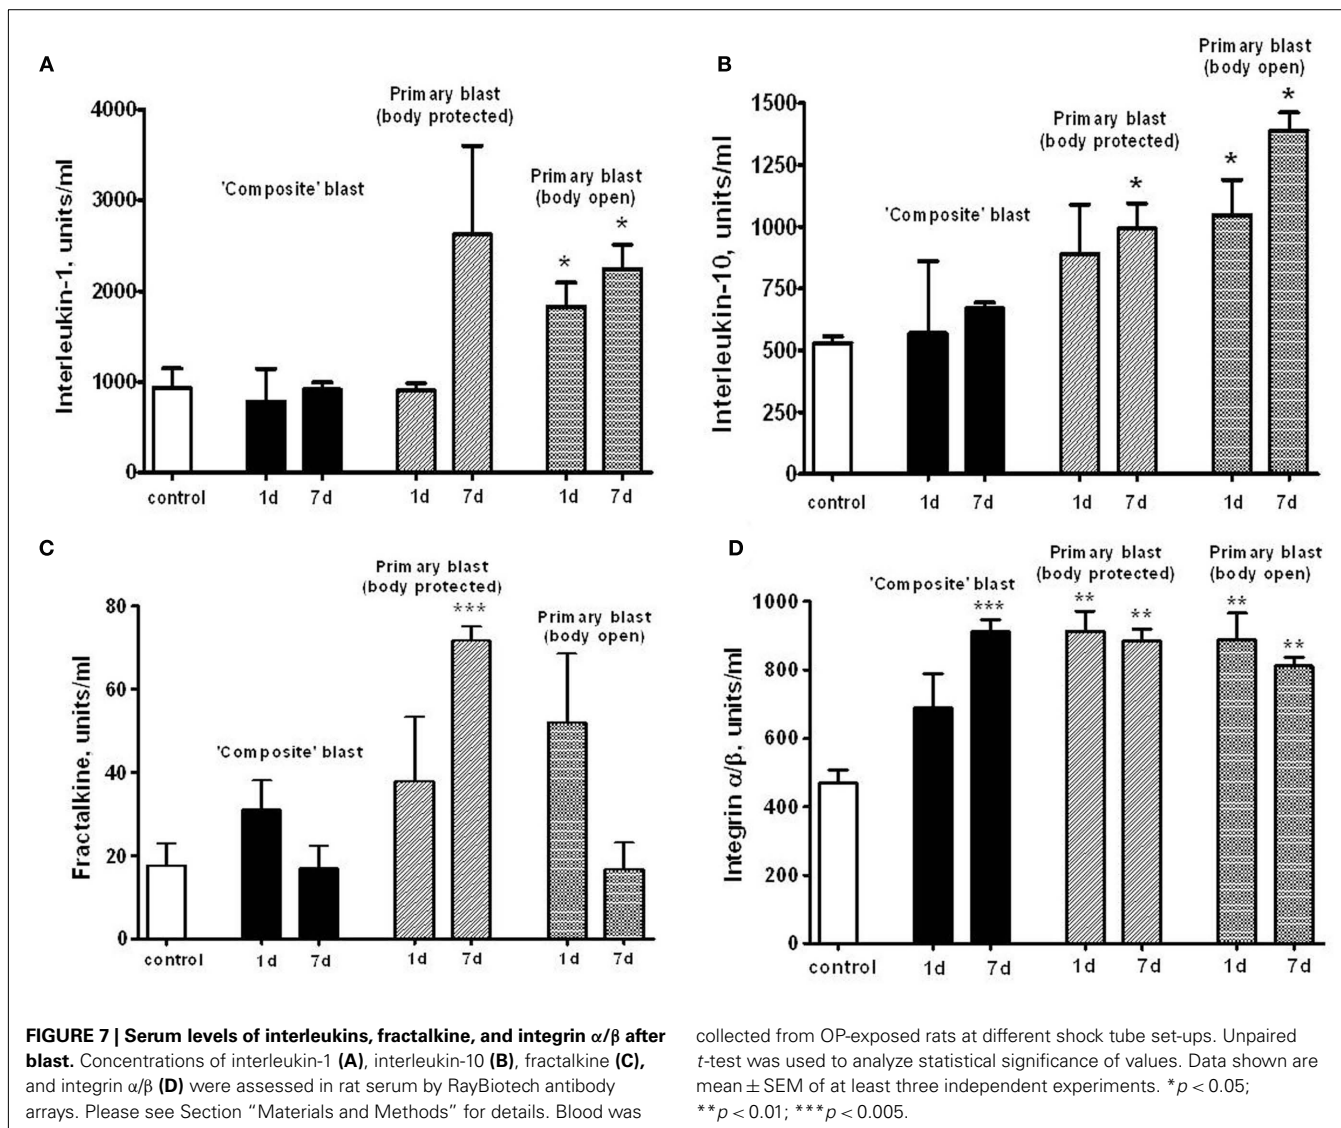 A
Primary blast
(body protected)
4000
3000
2000
1000
0
Interleukin-1, units/ml
'Composite' blast
Primary blast
(body open)
*
*
control
1d
7d
1d
7d
1d
7d
B
Primary blast
(body open)
1500
1250
1000
750
500
250
0
Interleukin-10, units/ml
Primary blast
(body protected)
'Composite' blast
*
*
*
control
1d
7d
1d
7d
1d
7d
C
Primary blast
(body protected)
80
60
40
20
0
Fractalkine, units/ml
***
Primary blast
(body open)
'Composite' blast
control
1d
7d
1d
7d
1d
7d
D
Primary blast
(body protected)
Primary blast
(body open)
'Composite' blast
1000
800
600
400
200
0
Integrin α/β, units/ml
***
**
**
**
**
control
1d
7d
1d
7d
1d
7d
FIGURE 7 | Serum levels of interleukins, fractalkine, and integrin α/β after
blast. Concentrations of interleukin-1 (A), interleukin-10 (B), fractalkine (C),
and integrin α/β (D) were assessed in rat serum by RayBiotech antibody
arrays. Please see Section “Materials and Methods” for details. Blood was
collected from OP-exposed rats at different shock tube set-ups. Unpaired
t-test was used to analyze statistical significance of values. Data shown are
mean ± SEM of at least three independent experiments. *p < 0.05;
**p < 0.01; ***p < 0.005.